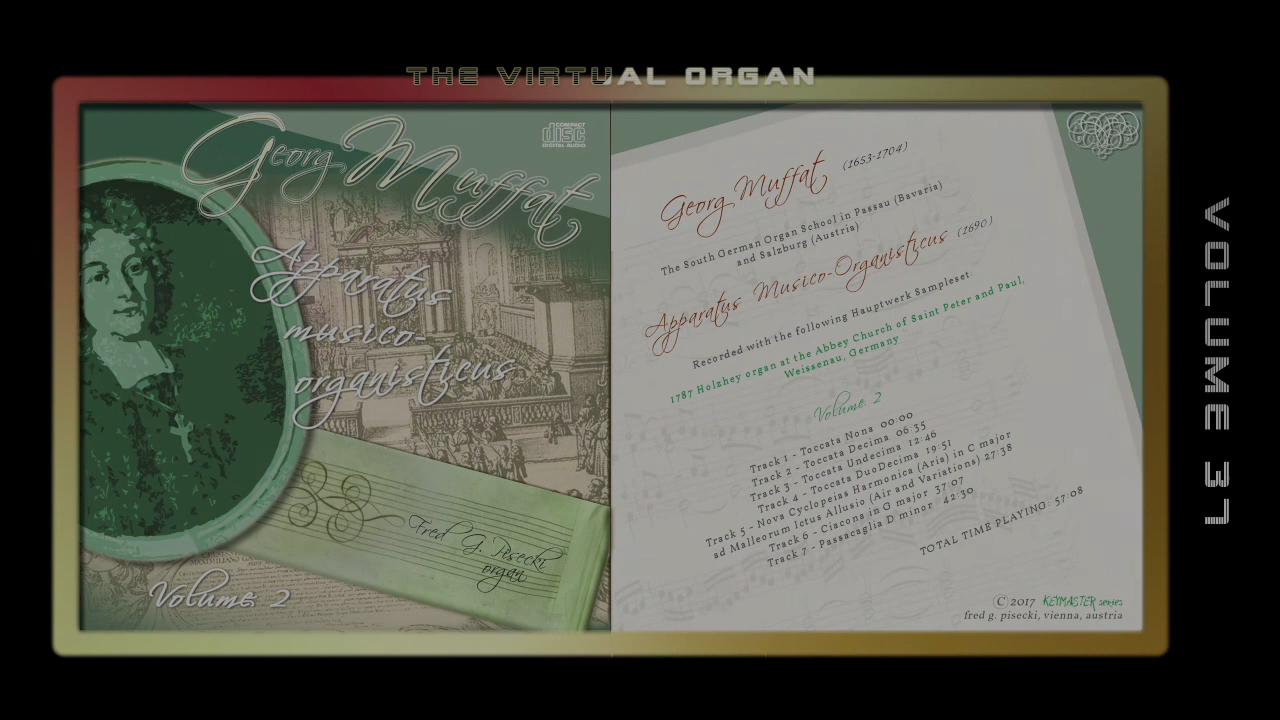 THE VIRTUAL ORGAN
COMPACT
disc
DIGITAL AUDIO
Georg Muffat
Apparatus
musico-
organisticus
Fred G. Pisecki
organ
Volume 2
Georg Muffat (1653-1704)
The South German Organ School in Passau (Bavaria)
and Salzburg (Austria)
Apparatus Musico-Organisticus (1690)
Recorded with the following Hauptwerk Sampleset:
1787 Holzhey organ at the Abbey Church of Saint Peter and Paul,
Weissenau, Germany
Volume 2
Track 1 - Toccata Nona 00:00
Track 2 - Toccata Decima 06:35
Track 3 - Toccata Undecima 12:46
Track 4 - Toccata DuoDecima 19:51
Track 5 - Nova Cyclopeias Harmonica (Aria) in C major
ad Malleorum Ictus Allusio (Air and Variations) 27:38
Track 6 - Ciacona in G major 37:07
Track 7 - Passacaglia D minor 42:30
TOTAL TIME PLAYING: 57:08
© 2017 KEYMASTER series
fred g. pisecki, vienna, austria
VOLUME 37